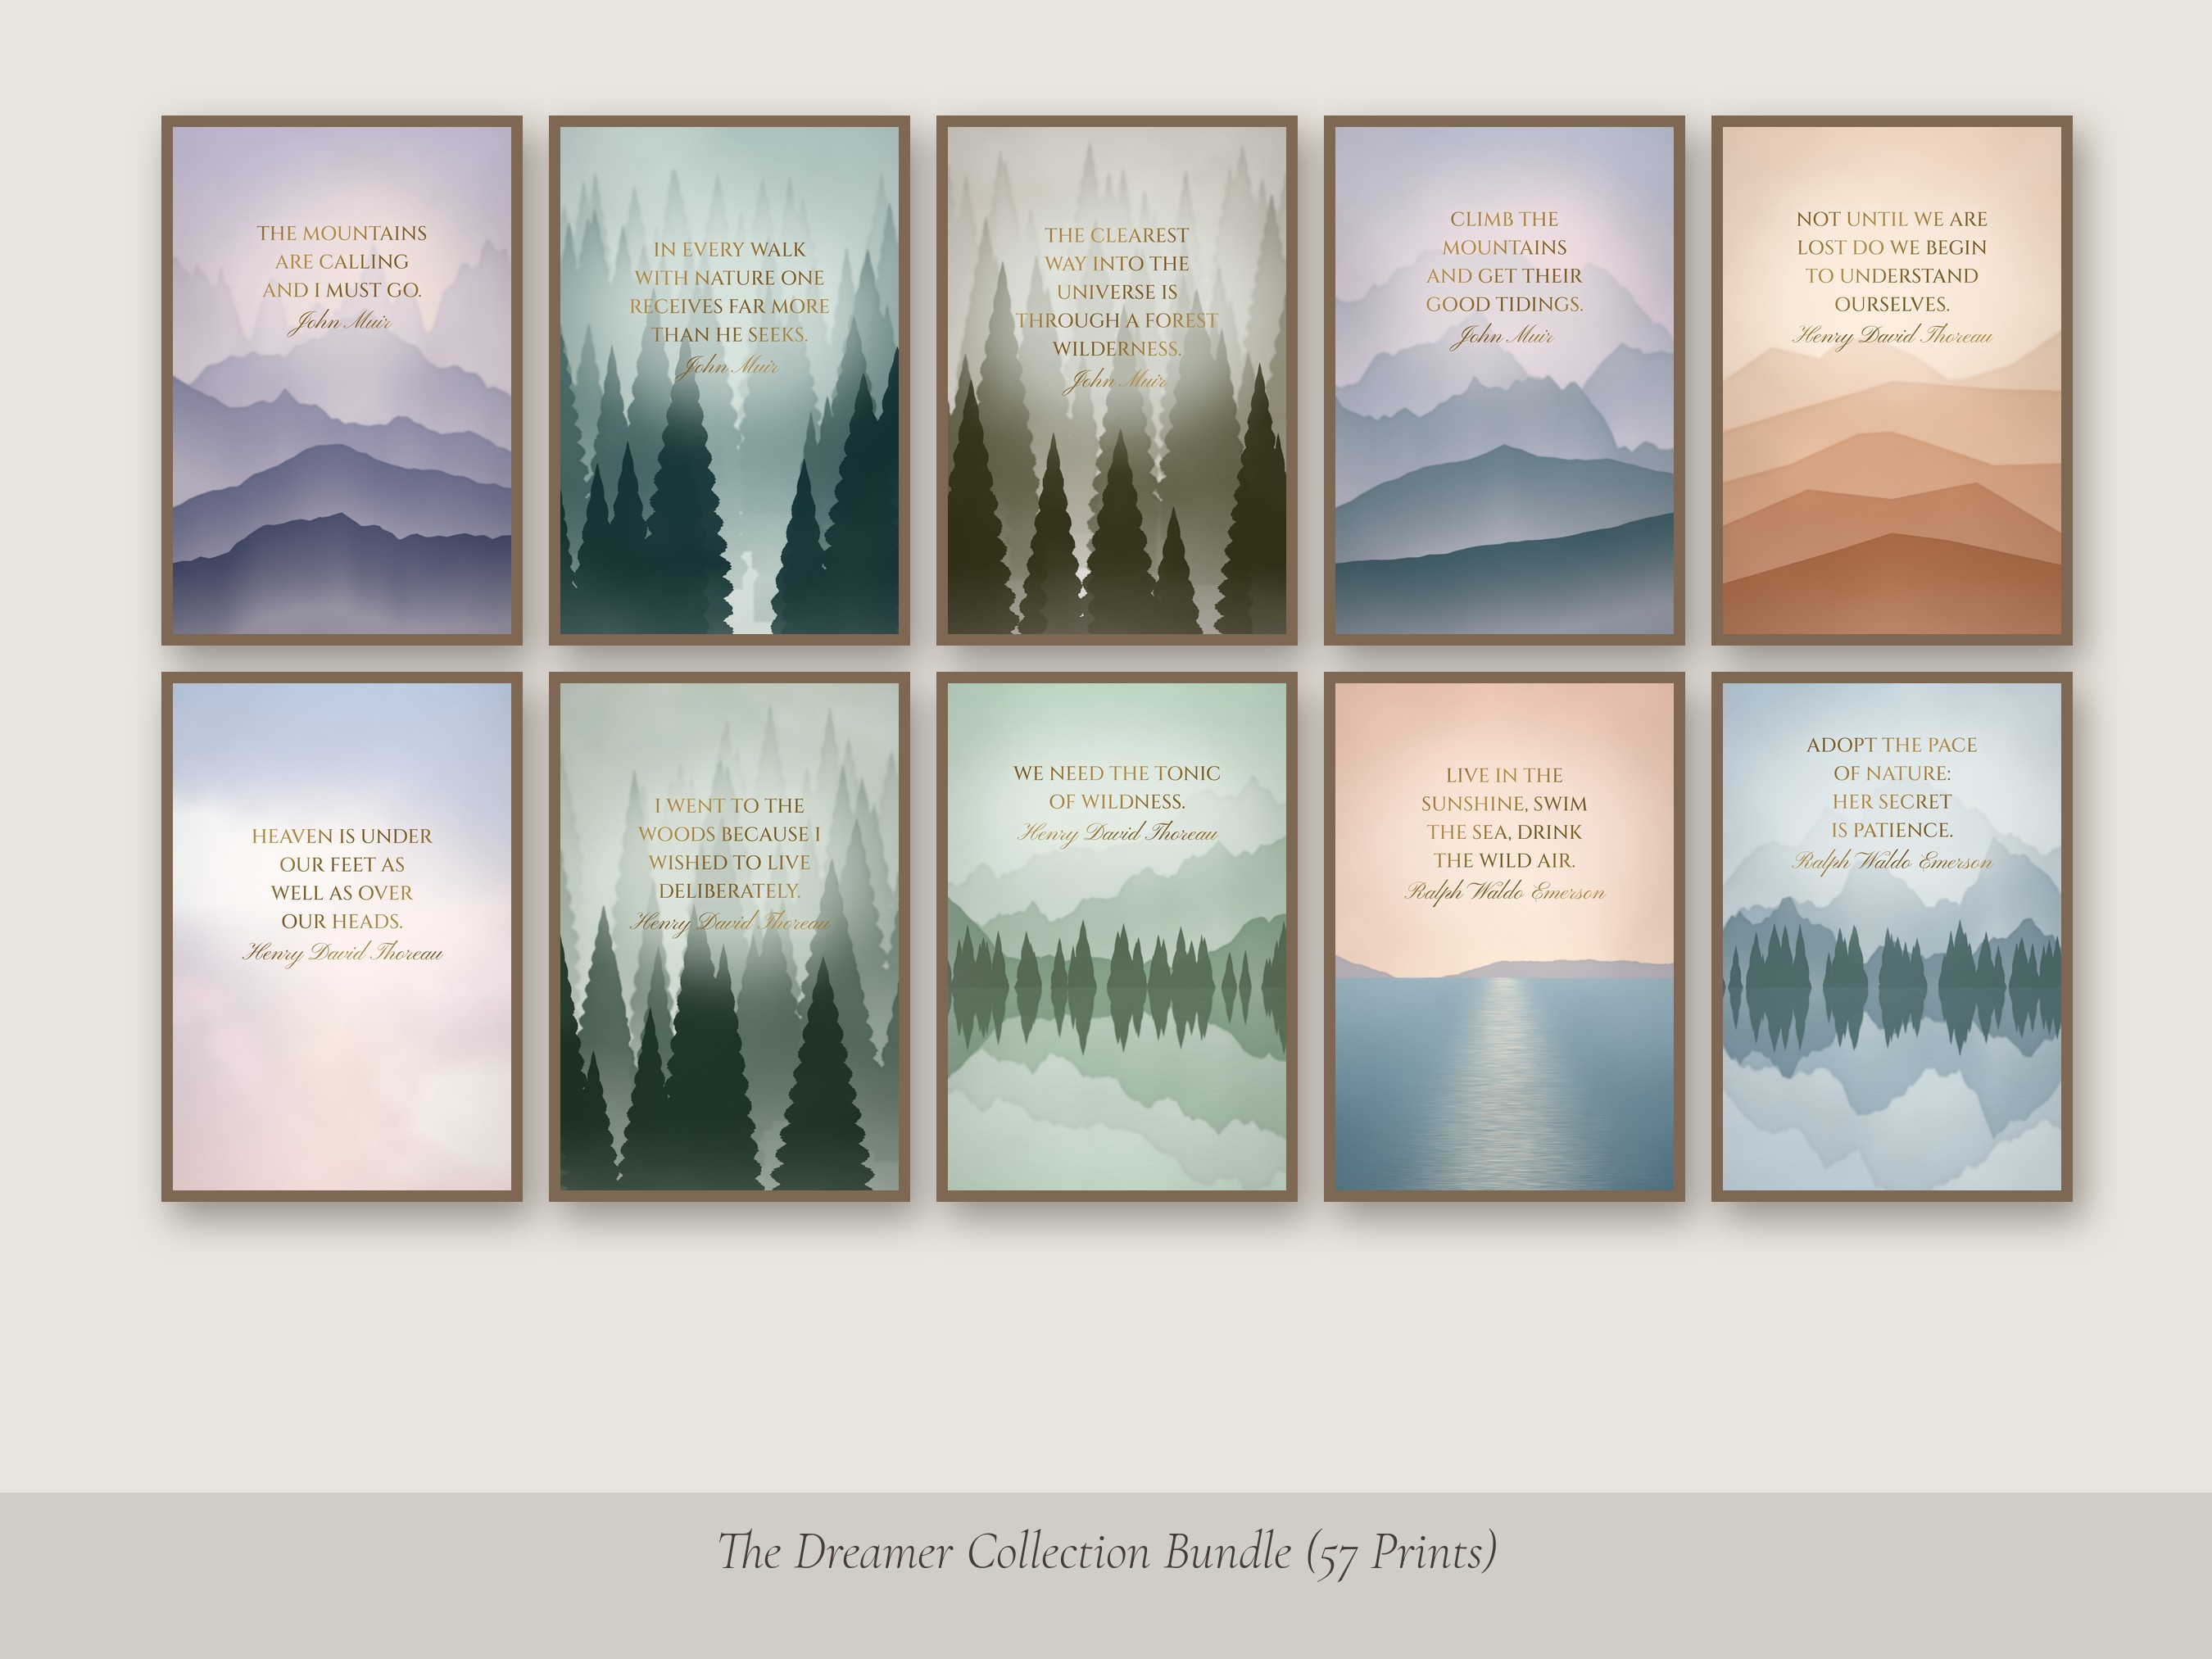 THE MOUNTAINS
ARE CALLING
AND I MUST GO.
John Muir
IN EVERY WALK
WITH NATURE ONE
RECEIVES FAR MORE
THAN HE SEEKS.
John Muir
THE CLEAREST
WAY INTO THE
UNIVERSE IS
THROUGH A FOREST
WILDERNESS.
John Muir
CLIMB THE
MOUNTAINS
AND GET THEIR
GOOD TIDINGS.
John Muir
NOT UNTIL WE ARE
LOST DO WE BEGIN
TO UNDERSTAND
OURSELVES.
Henry David Thoreau
HEAVEN IS UNDER
OUR FEET AS
WELL AS OVER
OUR HEADS.
Henry David Thoreau
I WENT TO THE
WOODS BECAUSE I
WISHED TO LIVE
DELIBERATELY.
Henry David Thoreau
WE NEED THE TONIC
OF WILDNESS.
Henry David Thoreau
LIVE IN THE
SUNSHINE, SWIM
THE SEA, DRINK
THE WILD AIR.
Ralph Waldo Emerson
ADOPT THE PACE
OF NATURE:
HER SECRET
IS PATIENCE.
Ralph Waldo Emerson
The Dreamer Collection Bundle (57 Prints)